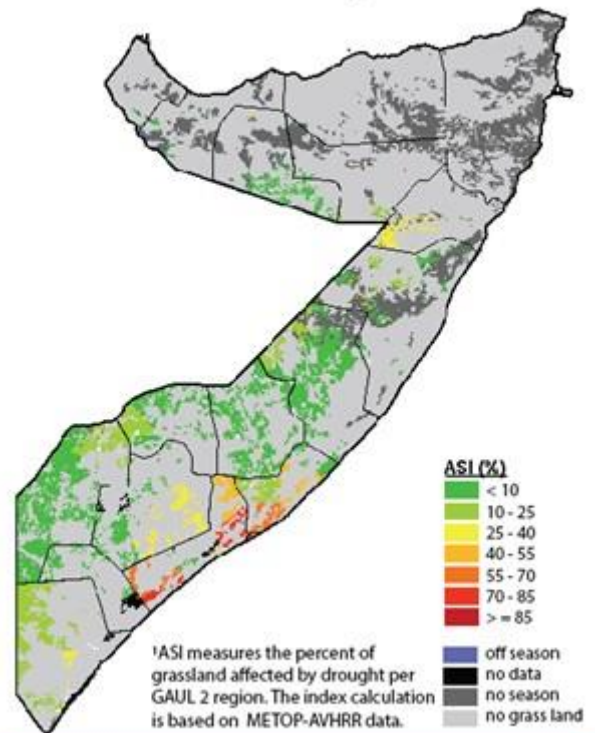 ASI (%)
< 10
10 - 25
25 - 40
40 - 55
55 - 70
70 - 85
> = 85
off season
no data
no season
no grass land
¹ASI measures the percent of
grassland affected by drought per
GAUL 2 region. The index calculation
is based on METOP-AVHRR data.